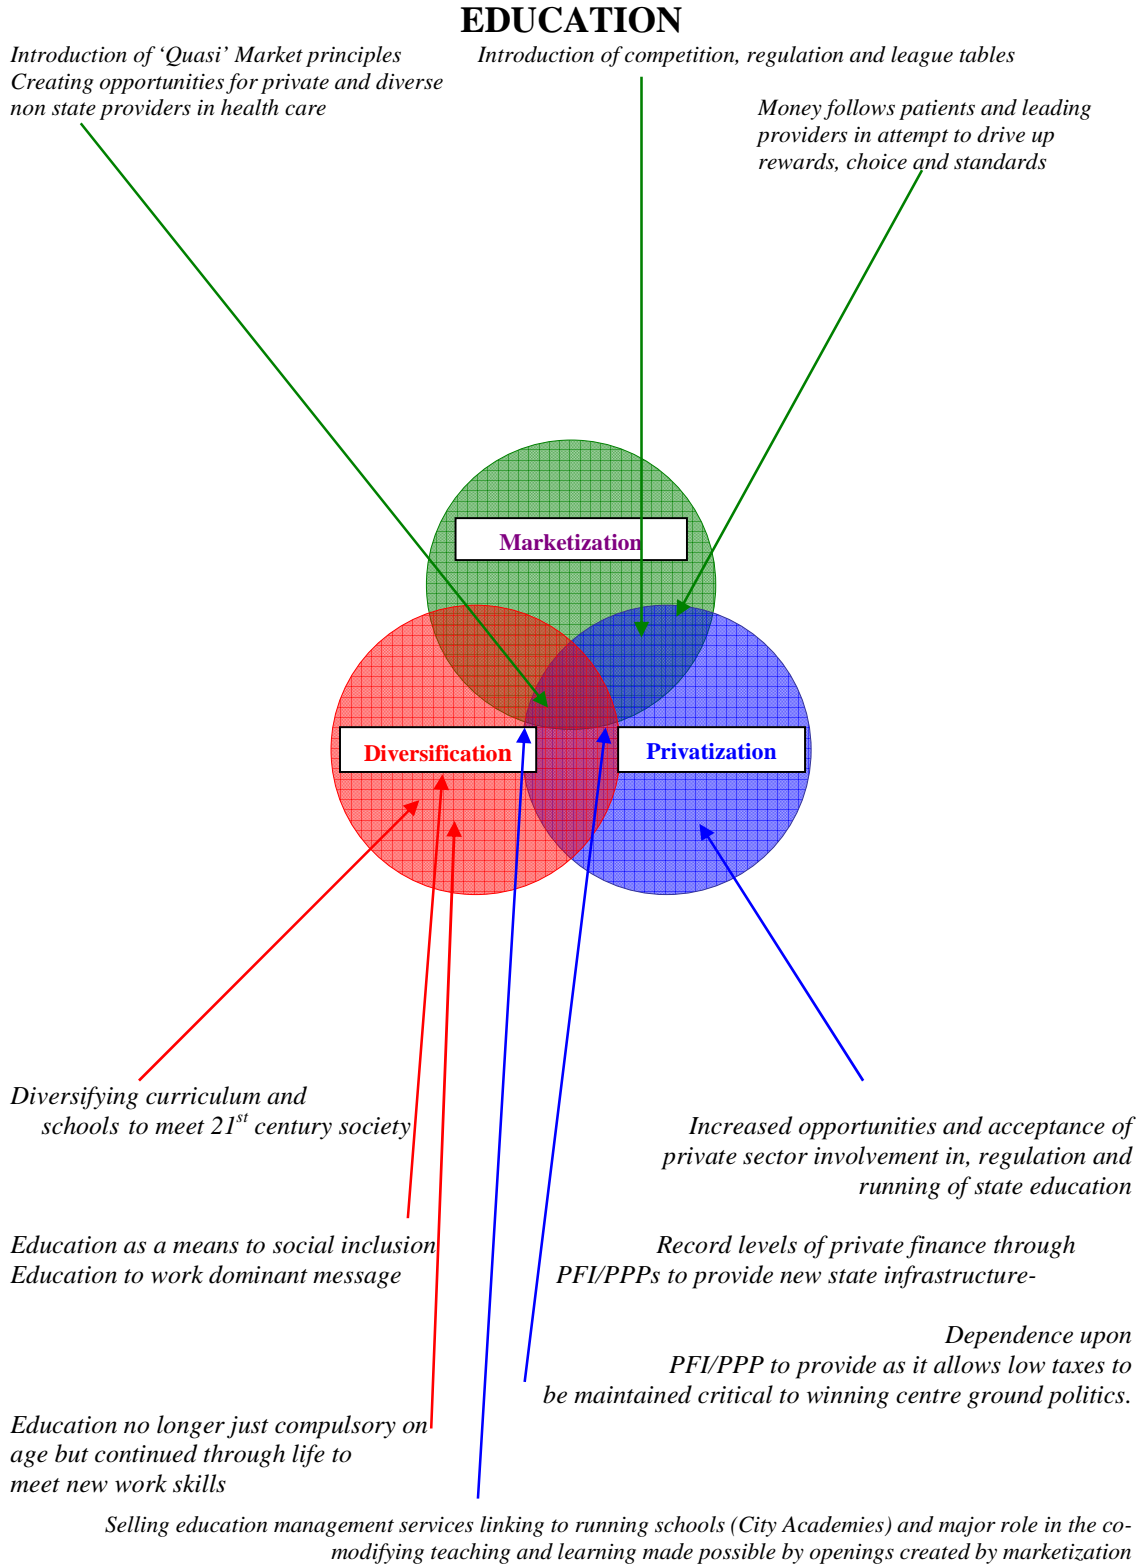 EDUCATION
Introduction of ‘Quasi’ Market principles
Creating opportunities for private and diverse
non state providers in health care
Introduction of competition, regulation and league tables
Money follows patients and leading
providers in attempt to drive up
rewards, choice and standards
Marketization
Diversification
Privatization
Diversifying curriculum and
schools to meet 21st century society
Increased opportunities and acceptance of
private sector involvement in, regulation and
running of state education
Education as a means to social inclusion
Education to work dominant message
Record levels of private finance through
PFI/PPPs to provide new state infrastructure-
Dependence upon
PFI/PPP to provide as it allows low taxes to
be maintained critical to winning centre ground politics.
Education no longer just compulsory on
age but continued through life to
meet new work skills
Selling education management services linking to running schools (City Academies) and major role in the co-
modifying teaching and learning made possible by openings created by marketization